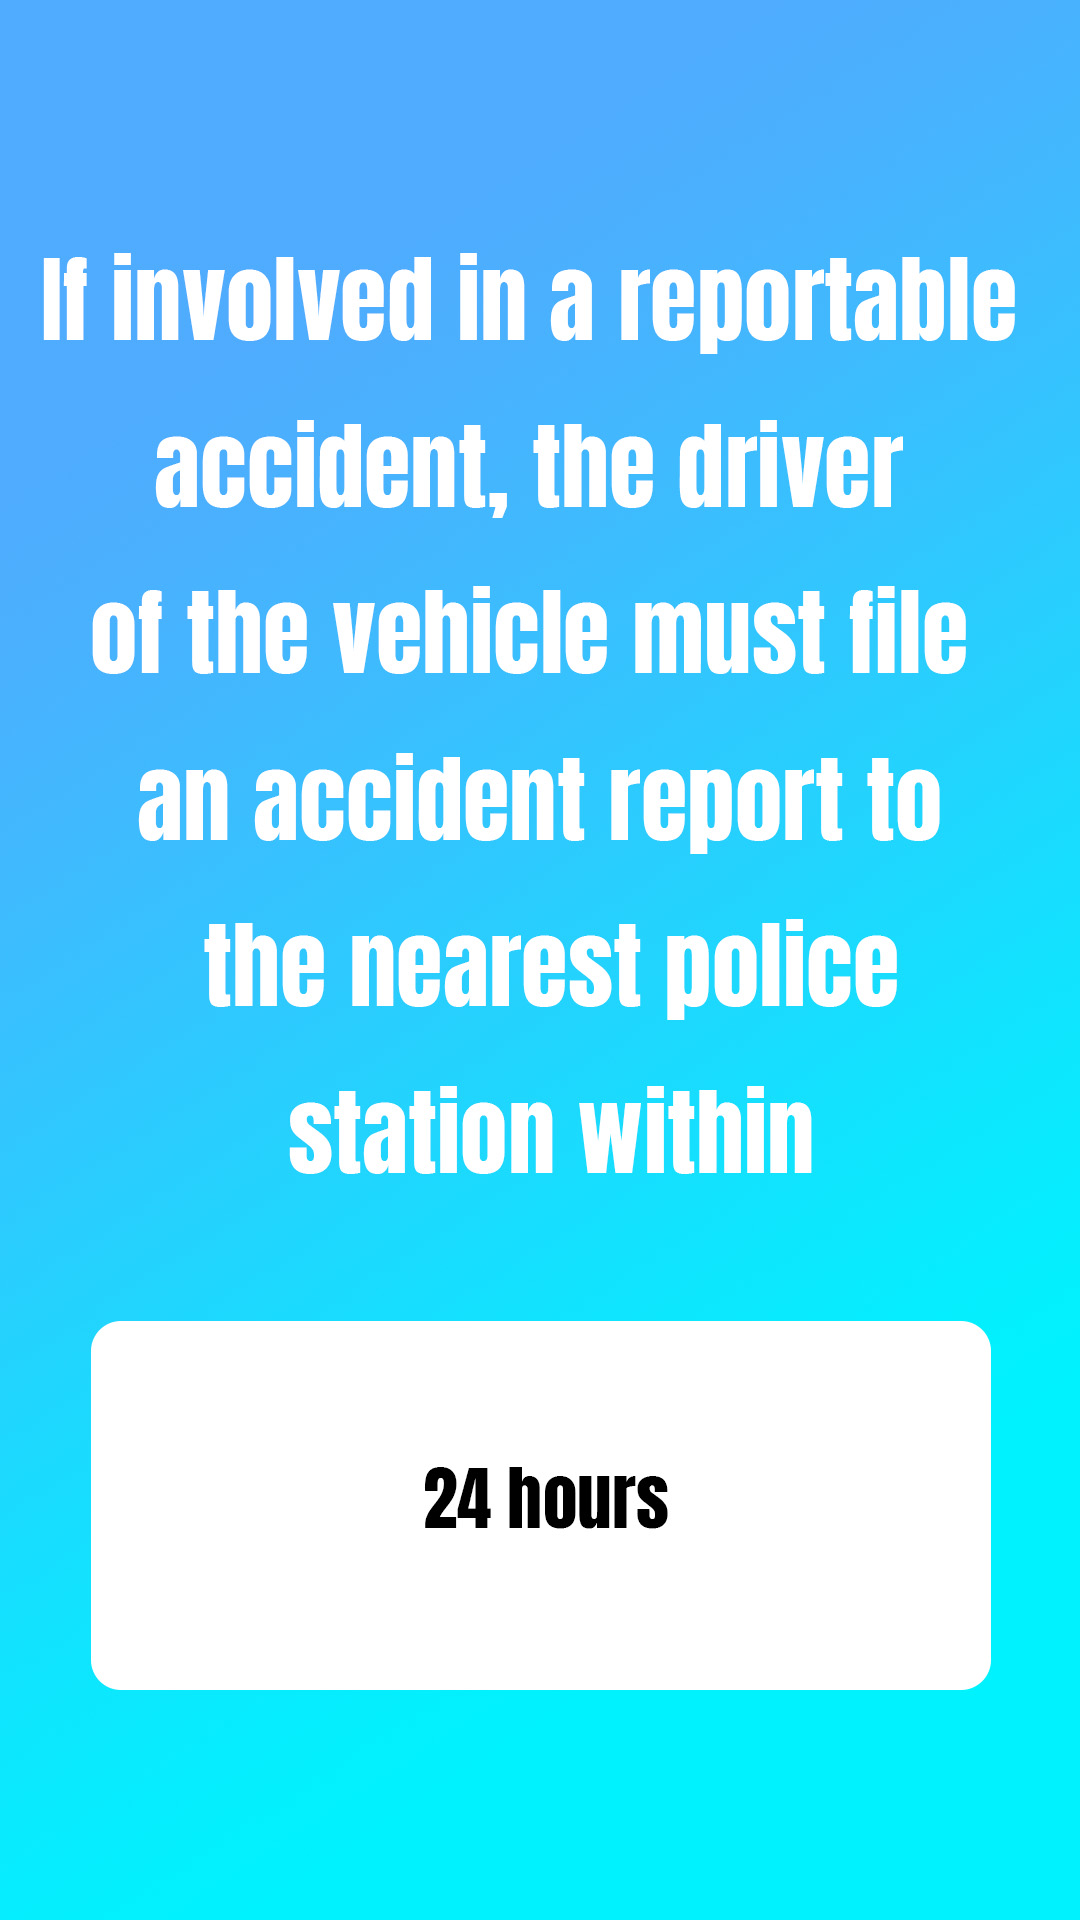 If involved in a reportable
accident, the driver
of the vehicle must file
an accident report to
the nearest police
station within
24 hours